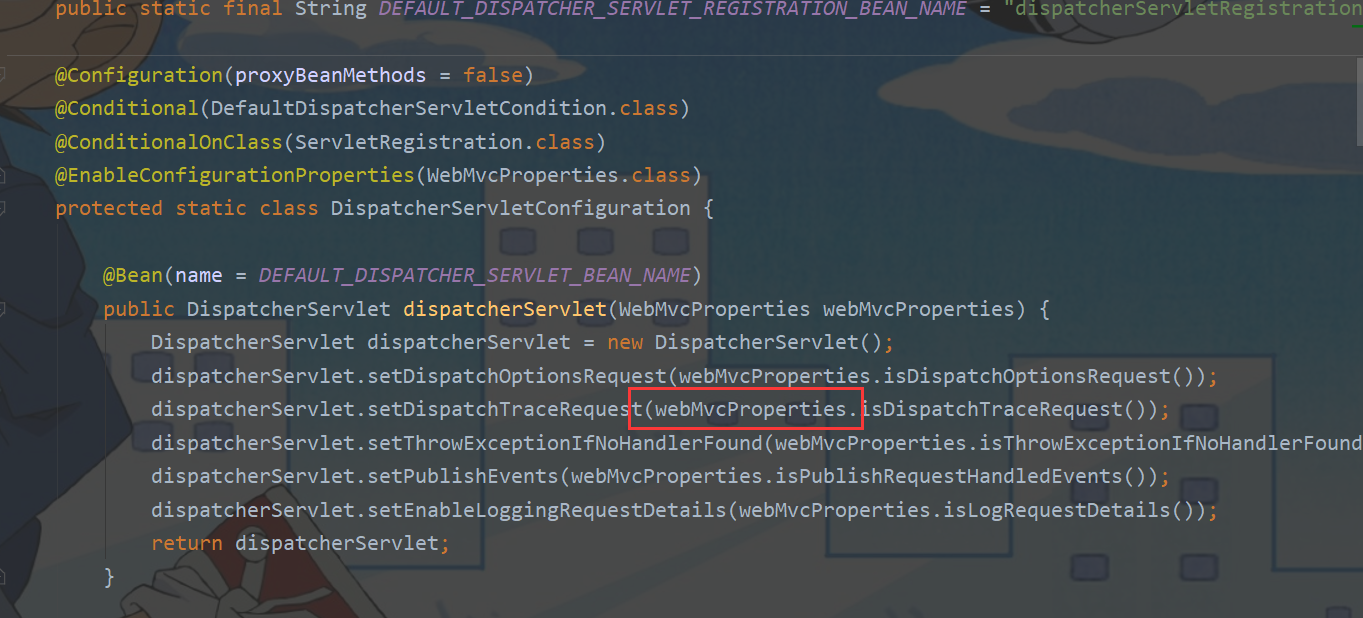 public static final String DEFAULT_DISPATCHER_SERVLET_REGISTRATION_BEAN_NAME = "dispatcherServletRegistration
@Configuration(proxyBeanMethods = false)
@Conditional(DefaultDispatcherServletCondition.class)
@ConditionalOnClass(ServletRegistration.class)
@EnableConfigurationProperties(WebMvcProperties.class)
protected static class DispatcherServletConfiguration {
@Bean(name = DEFAULT_DISPATCHER_SERVLET_BEAN_NAME)
public DispatcherServlet dispatcherServlet(WebMvcProperties webMvcProperties) {
DispatcherServlet dispatcherServlet = new DispatcherServlet();
dispatcherServlet.setDispatchOptionsRequest(webMvcProperties.isDispatchOptionsRequest());
dispatcherServlet.setDispatchTraceRequest(webMvcProperties.isDispatchTraceRequest());
dispatcherServlet.setThrowExceptionIfNoHandlerFound(webMvcProperties.isThrowExceptionIfNoHandlerFound
dispatcherServlet.setPublishEvents(webMvcProperties.isPublishRequestHandledEvents());
dispatcherServlet.setEnableLoggingRequestDetails(webMvcProperties.isLogRequestDetails());
return dispatcherServlet;
}